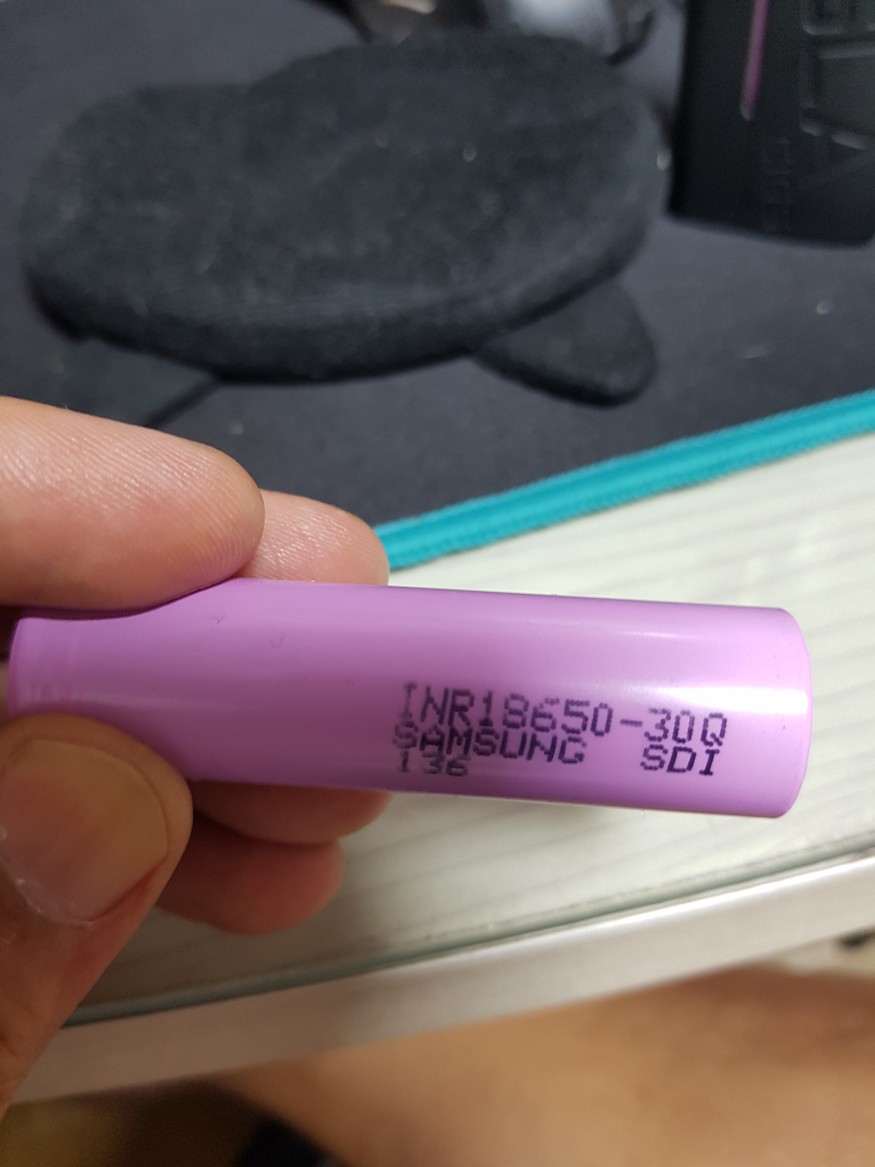 INR18650-30Q
SAMSUNG SDI
136